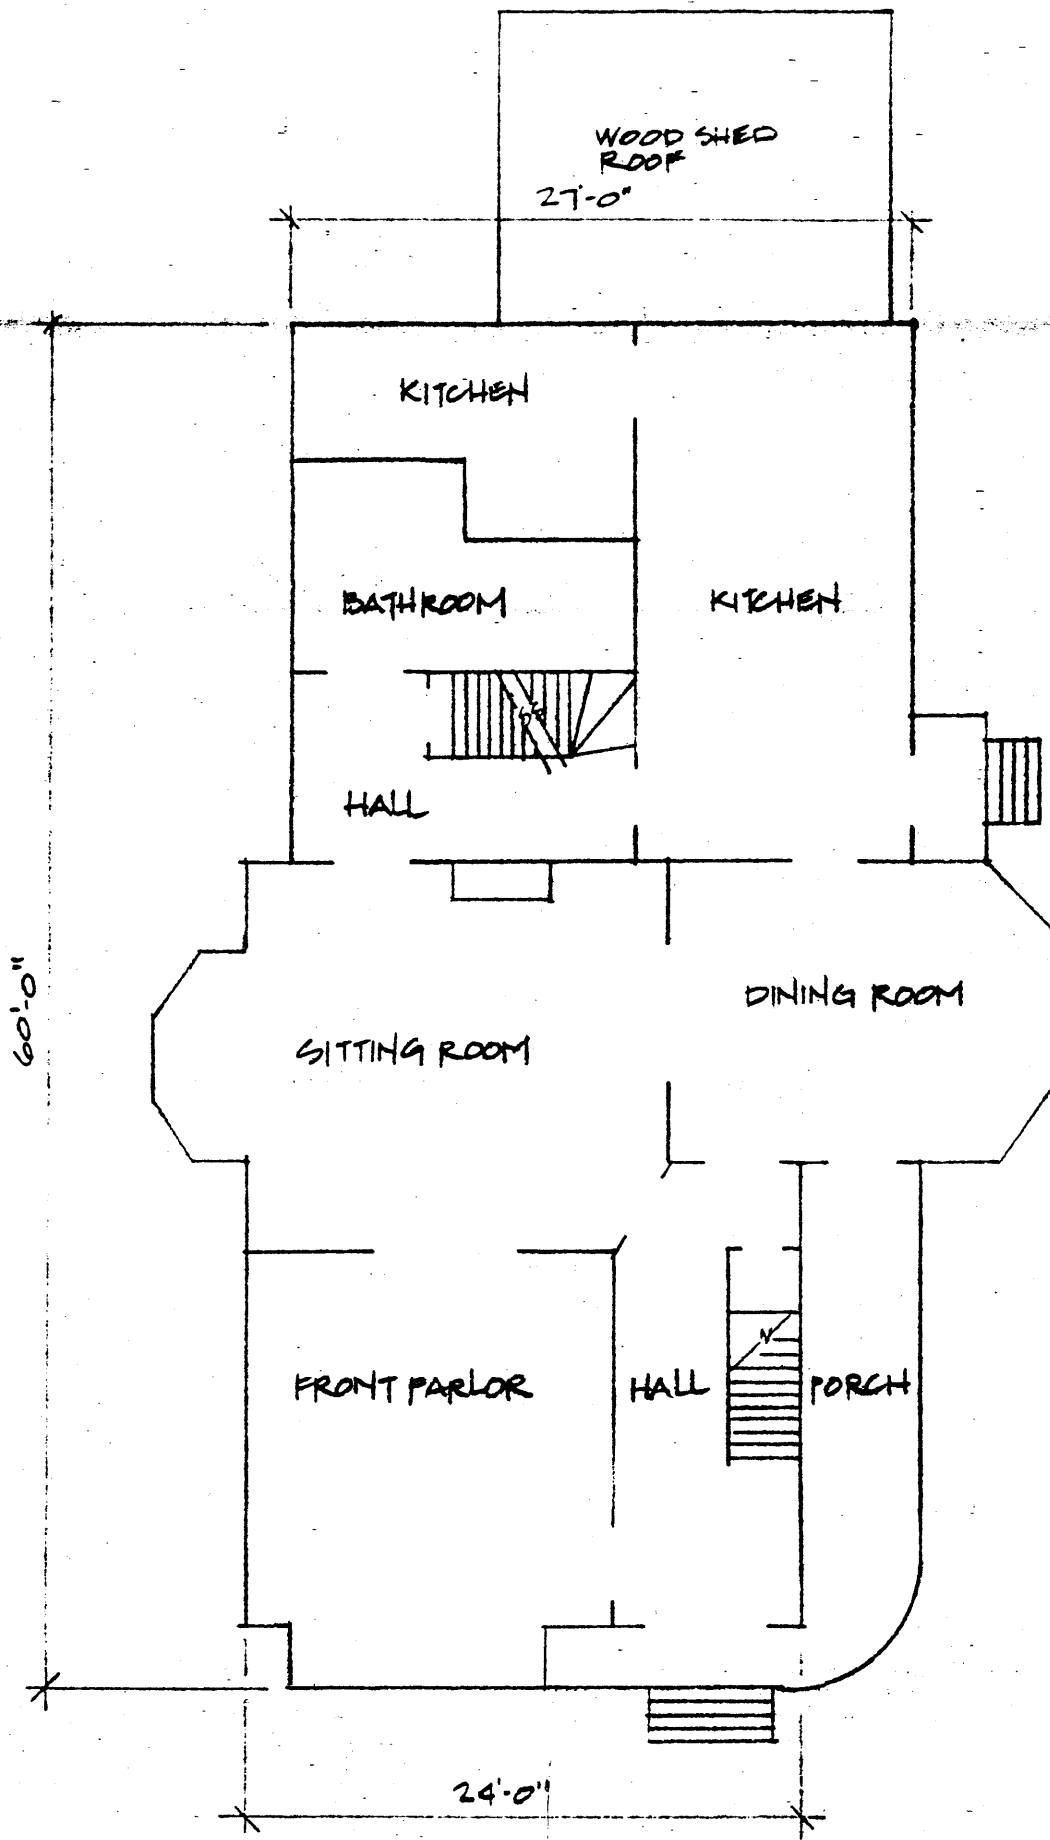 WOOD SHED
ROOF
27'-0"
KITCHEN
BATHROOM
KITCHEN
HALL
60'-0"
DINING ROOM
SITTING ROOM
FRONT PARLOR
HALL
PORCH
24'-0"